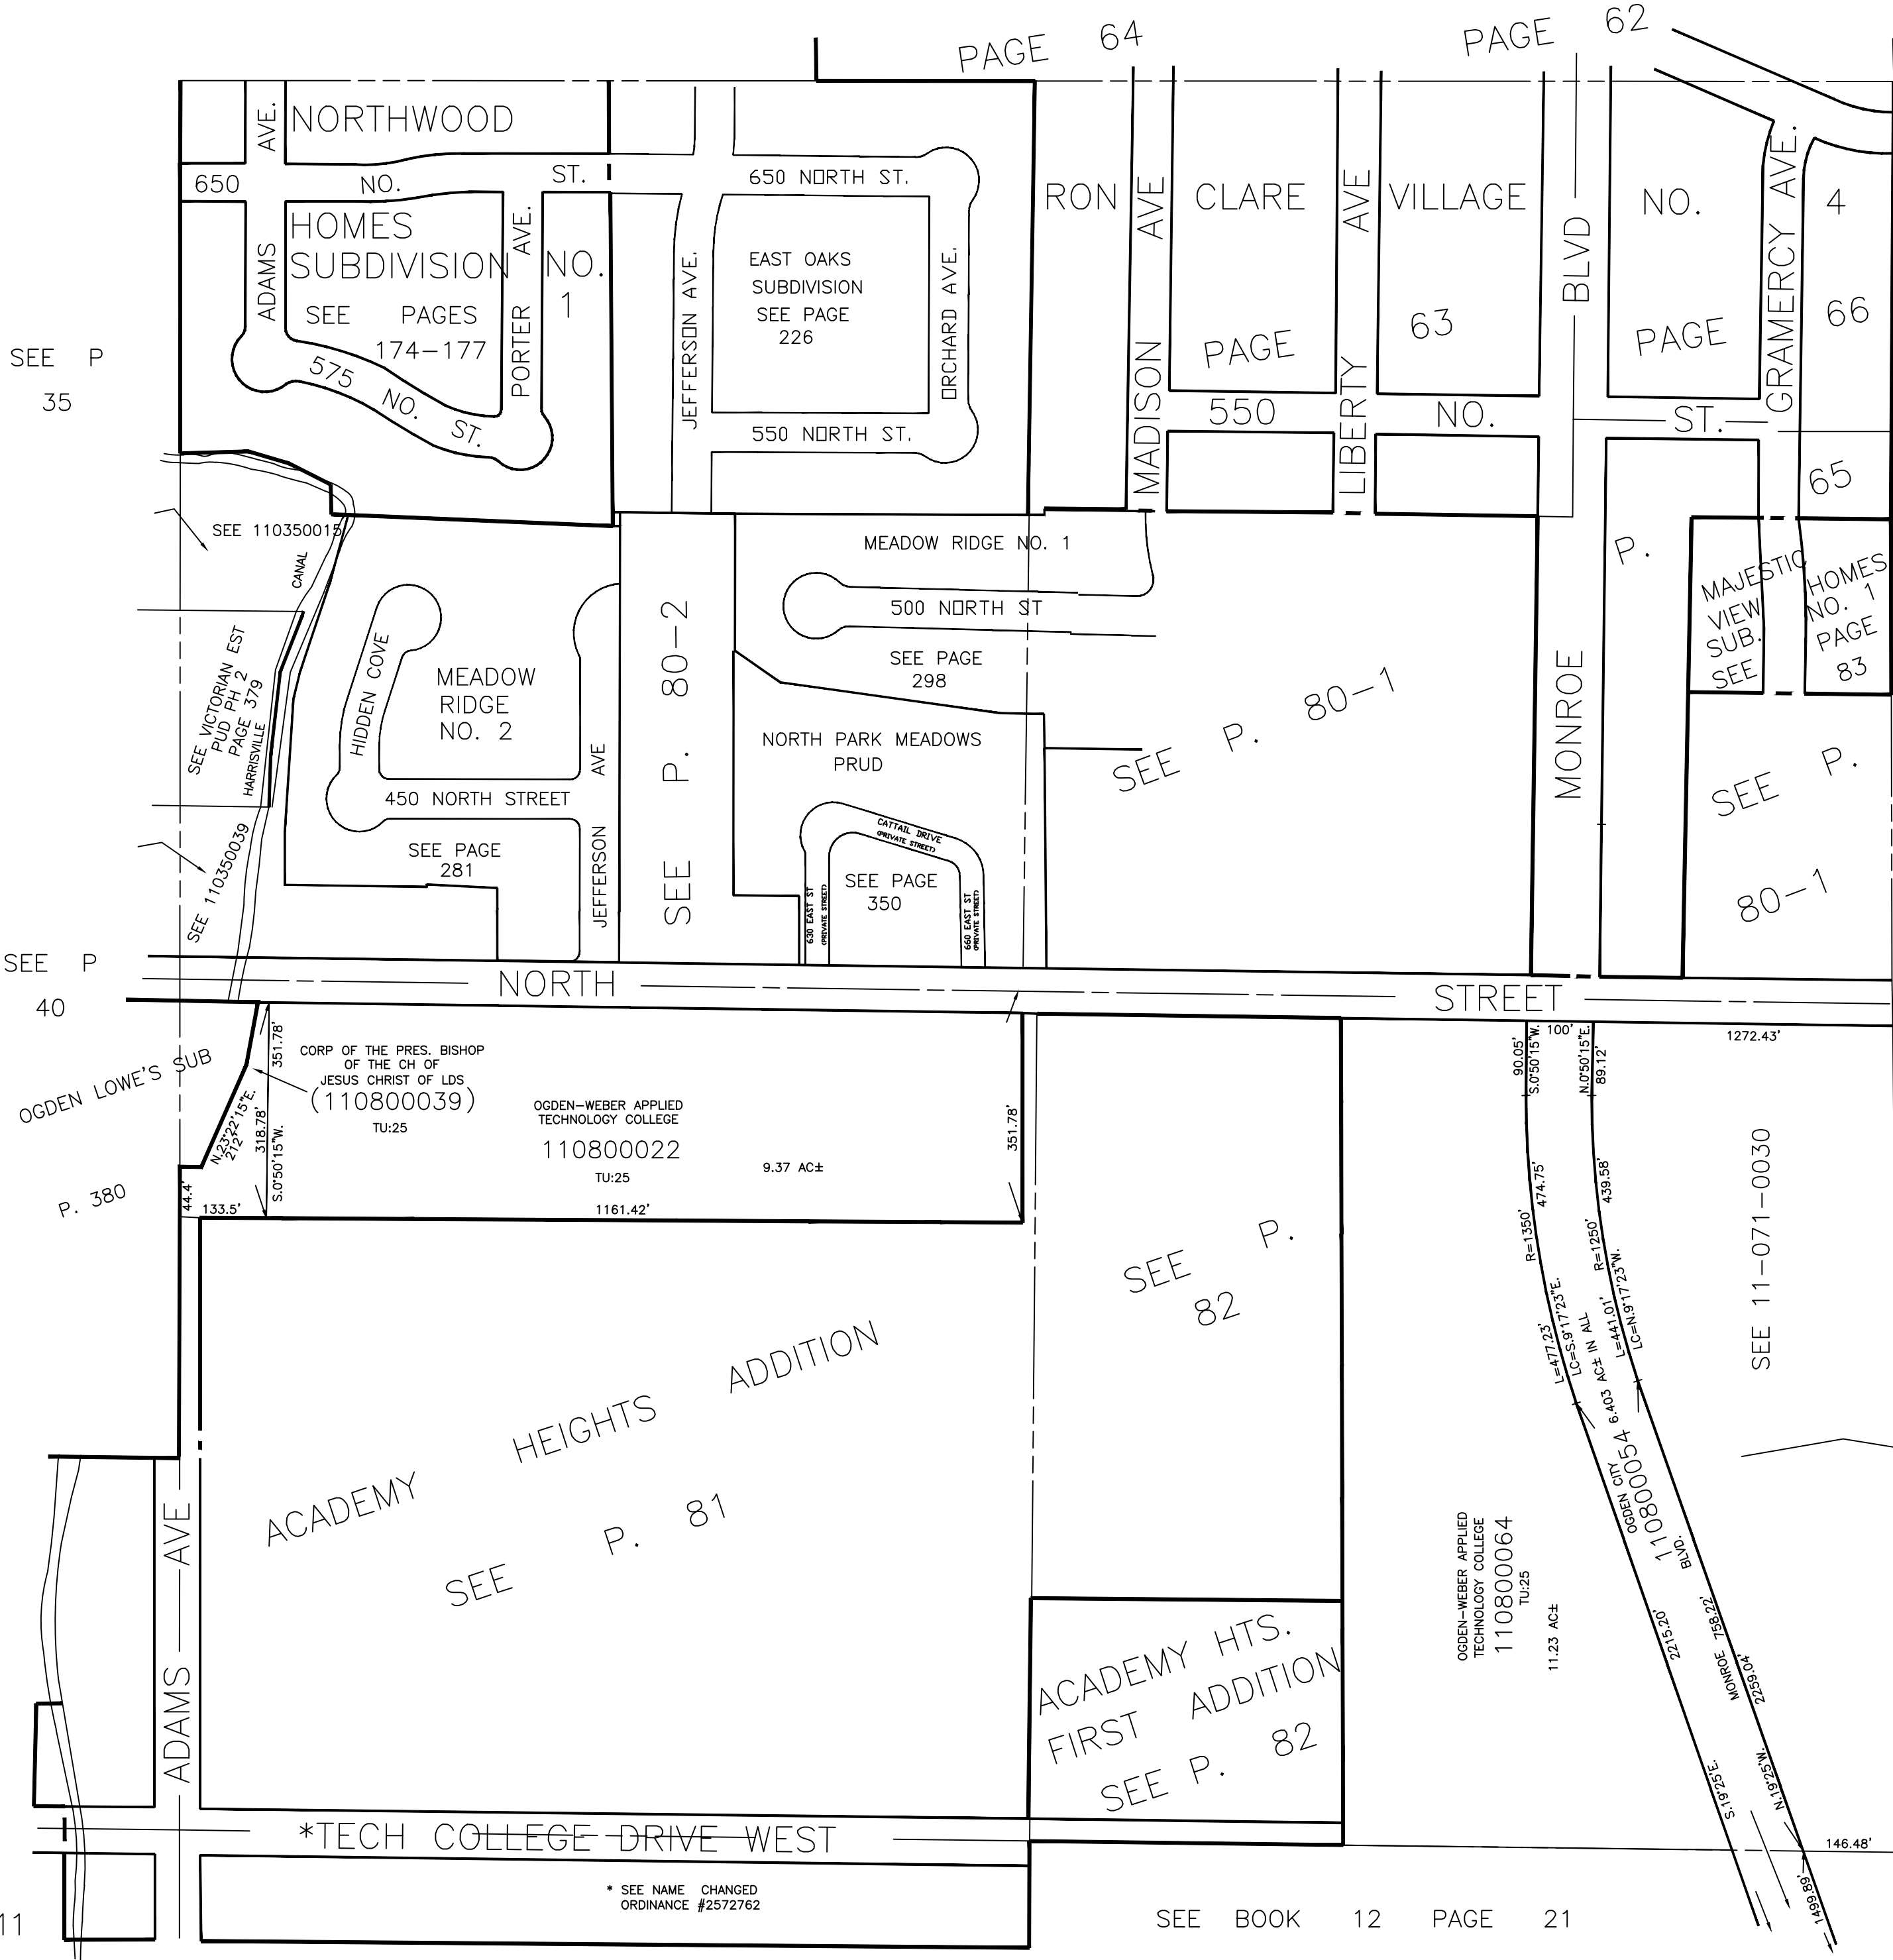 PAGE 64
PAGE 62
NORTHWOOD
AVE.
650 NO. ST.
650 NORTH ST.
HOMES
SUBDIVISION NO.
1
SEE PAGES
174-177
ADAMS
PORTER AVE.
575 NO. ST.
JEFFERSON AVE.
EAST OAKS
SUBDIVISION
SEE PAGE
226
ORCHARD AVE.
550 NORTH ST.
RON CLARE VILLAGE NO. 4
MADISON AVE
LIBERTY AVE
BLVD
GRAMERCY AVE.
PAGE 63
PAGE 66
550 NO. ST.
65
P.
SEE P
35
SEE 110350015
CANAL
MEADOW RIDGE NO. 1
500 NORTH ST
SEE PAGE
298
MAJESTIC HOMES
VIEW NO. 1
SUB. PAGE
SEE 83
SEE VICTORIAN EST
PUD PH 2
PAGE 379
HARRISVILLE
HIDDEN COVE
MEADOW
RIDGE
NO. 2
450 NORTH STREET
SEE PAGE
281
JEFFERSON AVE
SEE P. 80-2
NORTH PARK MEADOWS
PRUD
CATTAIL DRIVE
(PRIVATE STREET)
SEE PAGE
350
630 EAST ST
(PRIVATE STREET)
660 EAST ST
(PRIVATE STREET)
SEE P. 80-1
MONROE
SEE P.
80-1
SEE 110350039
SEE P
40
NORTH STREET
OGDEN LOWE'S SUB
P. 380
CORP OF THE PRES. BISHOP
OF THE CH OF
JESUS CHRIST OF LDS
(110800039)
TU:25
351.78'
318.78'
S.0°50'15"W.
N.23°22'15"E.
212'
44.4'
133.5'
OGDEN-WEBER APPLIED
TECHNOLOGY COLLEGE
110800022
TU:25
9.37 AC±
1161.42'
351.78'
90.05'
S.0°50'15"W.
100'
N.0°50'15"E.
89.12'
1272.43'
474.75'
R=1350'
L=477.23'
LC=S.9°17'23"E.
439.58'
R=1250'
L=441.01'
LC=N.9°17'23"W.
SEE 11-071-0030
SEE P.
82
ACADEMY HEIGHTS ADDITION
SEE P. 81
OGDEN CITY 6.403 AC± IN ALL
110800054
MONROE BLVD.
758.22'
2215.20'
2259.04'
S.19°25'E.
N.19°25'W.
OGDEN-WEBER APPLIED
TECHNOLOGY COLLEGE
110800064
TU:25
11.23 AC±
ACADEMY HTS.
FIRST ADDITION
SEE P. 82
ADAMS AVE
*TECH COLLEGE DRIVE WEST
146.48'
1499.89'
* SEE NAME CHANGED
ORDINANCE #2572762
SEE BOOK 12 PAGE 21
11